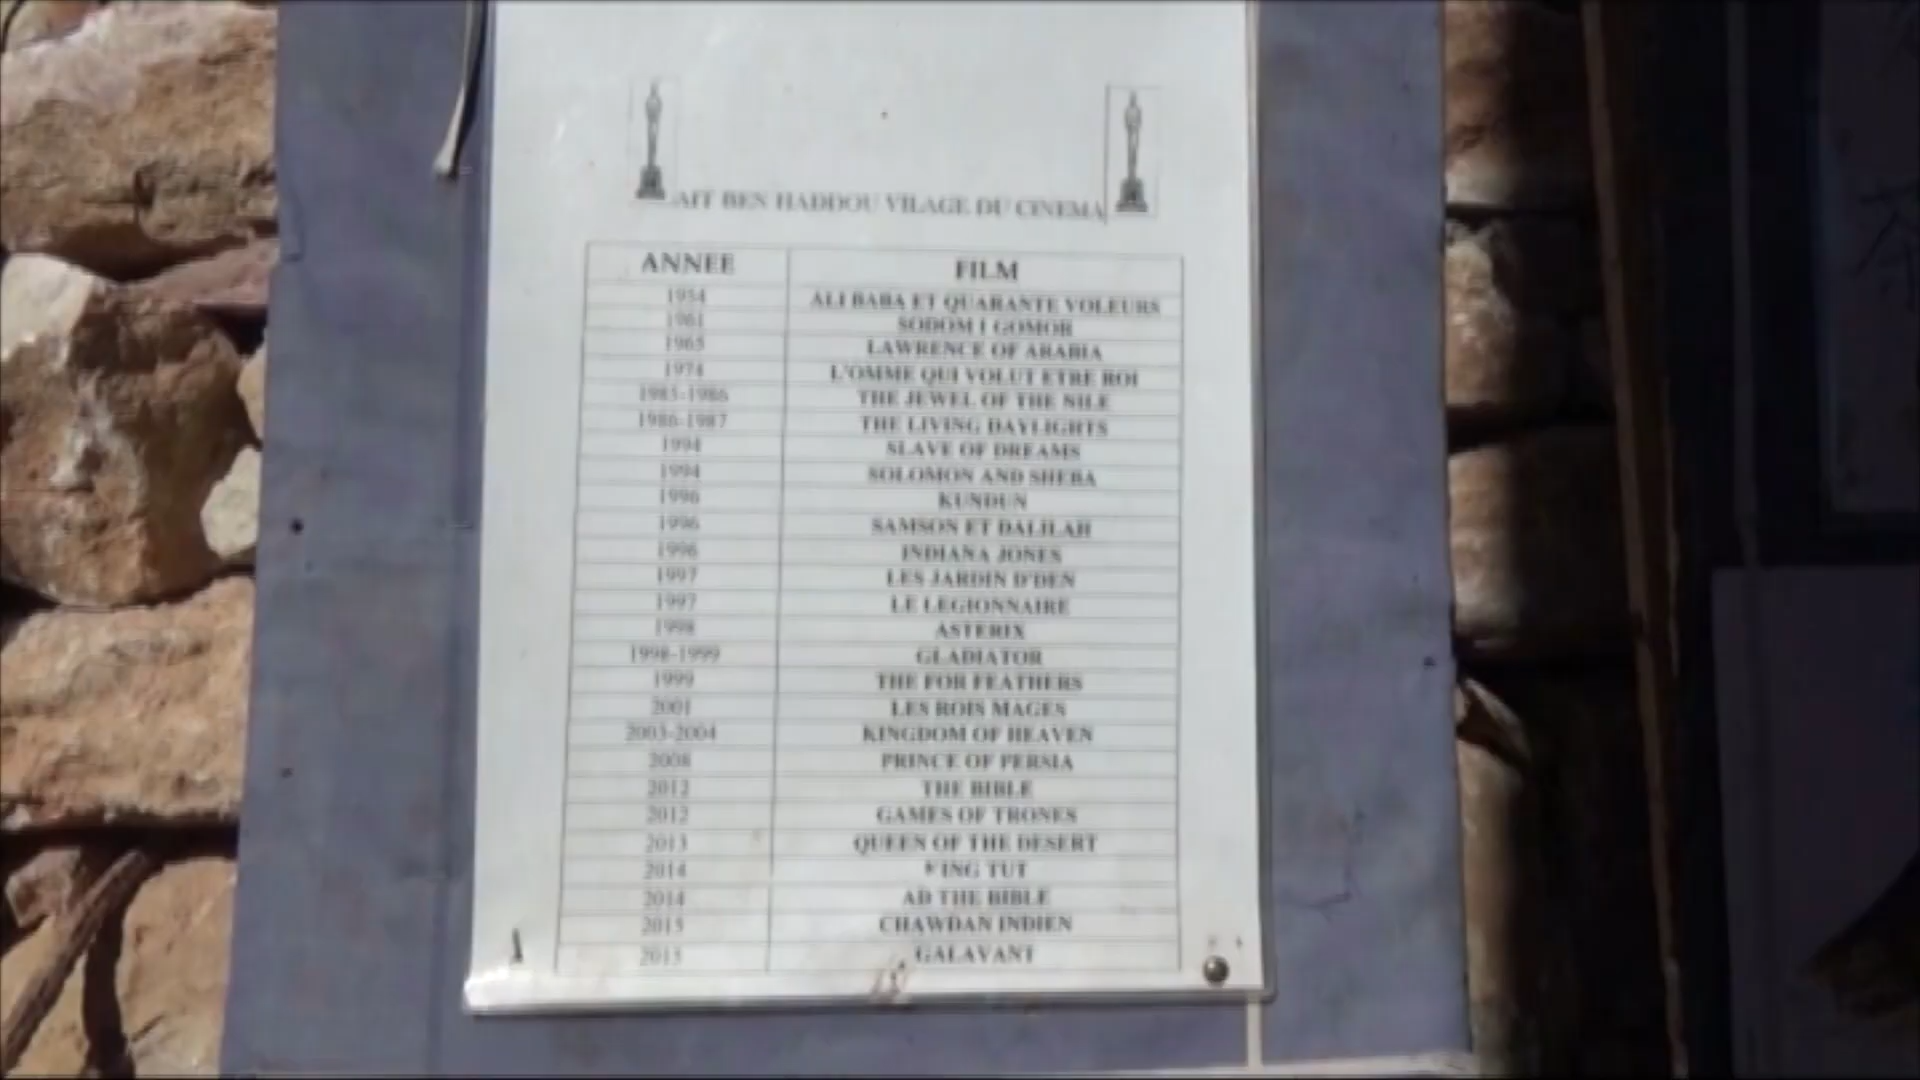 AIT BEN HADDOU VILAGE DU CINEMA
ANNEE FILM
1954 ALI BABA ET QUARANTE VOLEURS
1961 SODOM I GOMOR
1965 LAWRENCE OF ARABIA
1974 L'OMME QUI VOLUT ETRE ROI
1985-1986 THE JEWEL OF THE NILE
1986-1987 THE LIVING DAYLIGHTS
1994 SLAVE OF DREAMS
1994 SOLOMON AND SHEBA
1996 KUNDUN
1996 SAMSON ET DALILAH
1996 INDIANA JONES
1997 LES JARDIN D'DEN
1997 LE LEGIONNAIRE
1998 ASTERIX
1998-1999 GLADIATOR
1999 THE FOR FEATHERS
2001 LES ROIS MAGES
2003-2004 KINGDOM OF HEAVEN
2008 PRINCE OF PERSIA
2012 THE BIBLE
2012 GAMES OF TRONES
2013 QUEEN OF THE DESERT
2014 KING TUT
2014 AD THE BIBLE
2015 CHAWDAN INDIEN
2015 GALAVANT